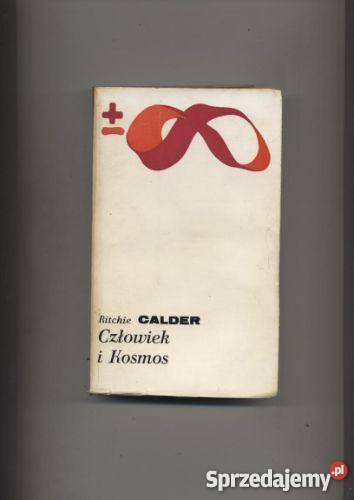 ±∞
Ritchie CALDER
Człowiek
i Kosmos
Sprzedajemy.pl